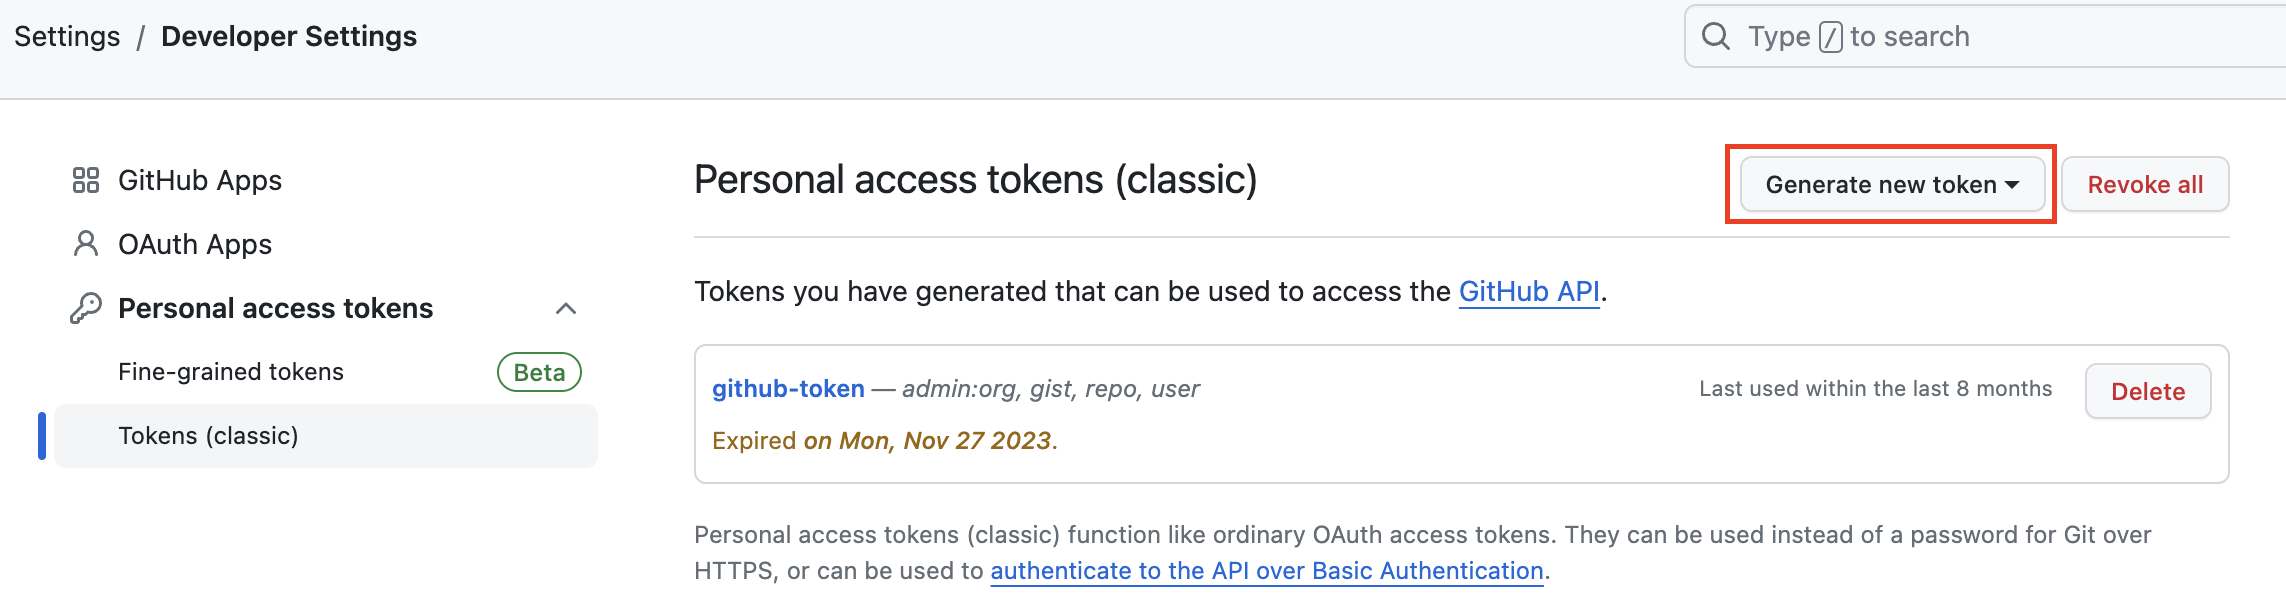 Settings / Developer Settings
Type / to search
GitHub Apps
OAuth Apps
Personal access tokens
Fine-grained tokens Beta
Tokens (classic)
Personal access tokens (classic)
Generate new token
Revoke all
Tokens you have generated that can be used to access the GitHub API.
github-token — admin:org, gist, repo, user
Last used within the last 8 months
Delete
Expired on Mon, Nov 27 2023.
Personal access tokens (classic) function like ordinary OAuth access tokens. They can be used instead of a password for Git over
HTTPS, or can be used to authenticate to the API over Basic Authentication.